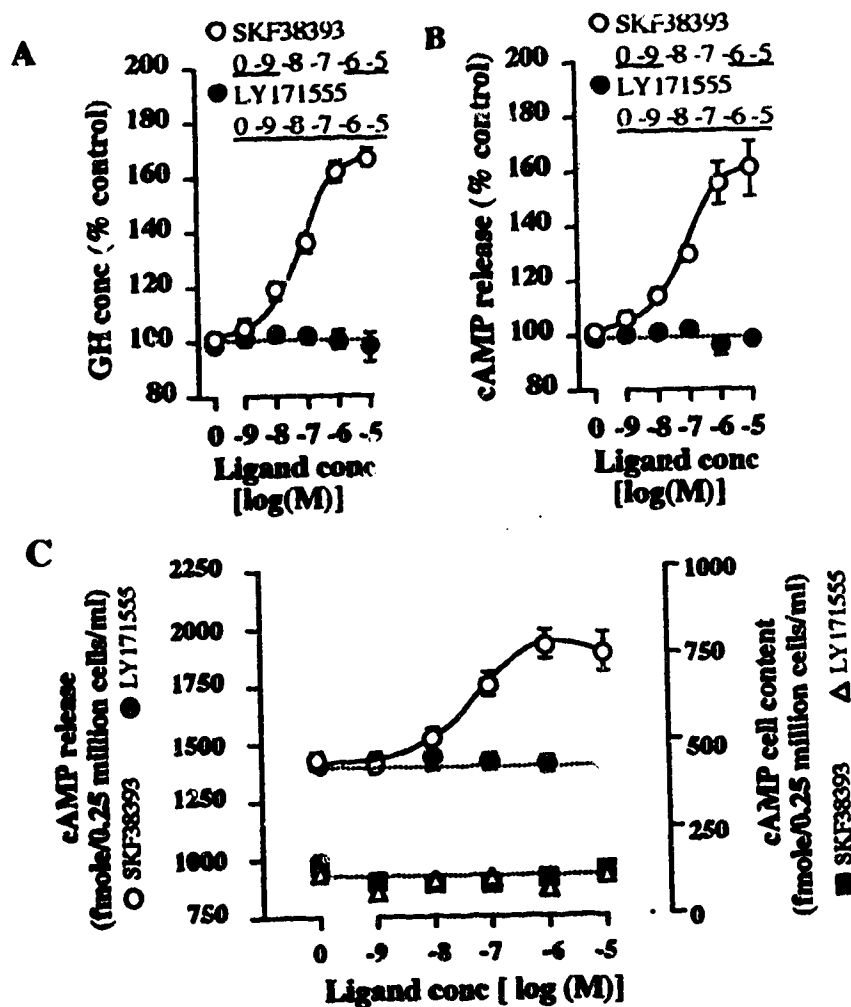 A
SKF38393
0 -9 -8 -7 -6 -5
LY171555
0 -9 -8 -7 -6 -5
GH conc (% control)
200
180
160
140
120
100
80
0 -9 -8 -7 -6 -5
Ligand conc
[log(M)]
B
SKF38393
0 -9 -8 -7 -6 -5
LY171555
0 -9 -8 -7 -6 -5
cAMP release (% control)
200
180
160
140
120
100
80
0 -9 -8 -7 -6 -5
Ligand conc
[log(M)]
C
cAMP release
(fmole/0.25 million cells/ml)
SKF38393 LY171555
2250
2000
1750
1500
1250
1000
750
0 -9 -8 -7 -6 -5
Ligand conc [ log (M)]
1000
750
500
250
0
cAMP cell content
(fmole/0.25 million cells/ml)
SKF38393 LY171555